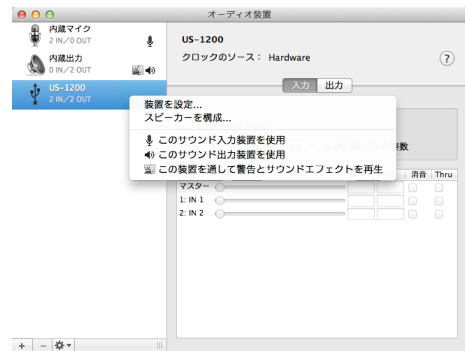 オーディオ装置
内蔵マイク
2 IN/0 OUT
内蔵出力
0 IN/2 OUT
US-1200
2 IN/2 OUT
US-1200
クロックのソース： Hardware
?
入力 出力
装置を設定...
スピーカーを構成...
このサウンド入力装置を使用
このサウンド出力装置を使用
この装置を通して警告とサウンドエフェクトを再生
数
消音 Thru
マスター
1: IN 1
2: IN 2